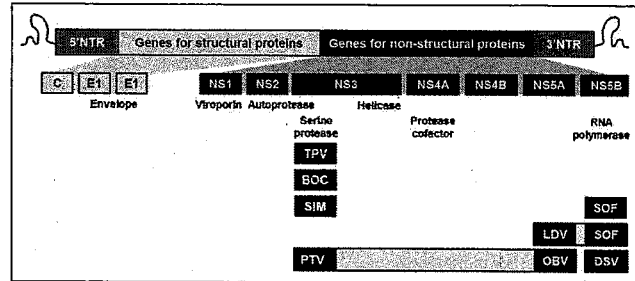 5'NTR Genes for structural proteins Genes for non-structural proteins 3'NTR
C E1 E1 NS1 NS2 NS3 NS4A NS4B NS5A NS5B
Envelope Viroporin Autoprotease Helicase
Serine protease Protease cofactor RNA polymerase
TPV
BOC
SIM SOF
LDV SOF
PTV OBV DSV